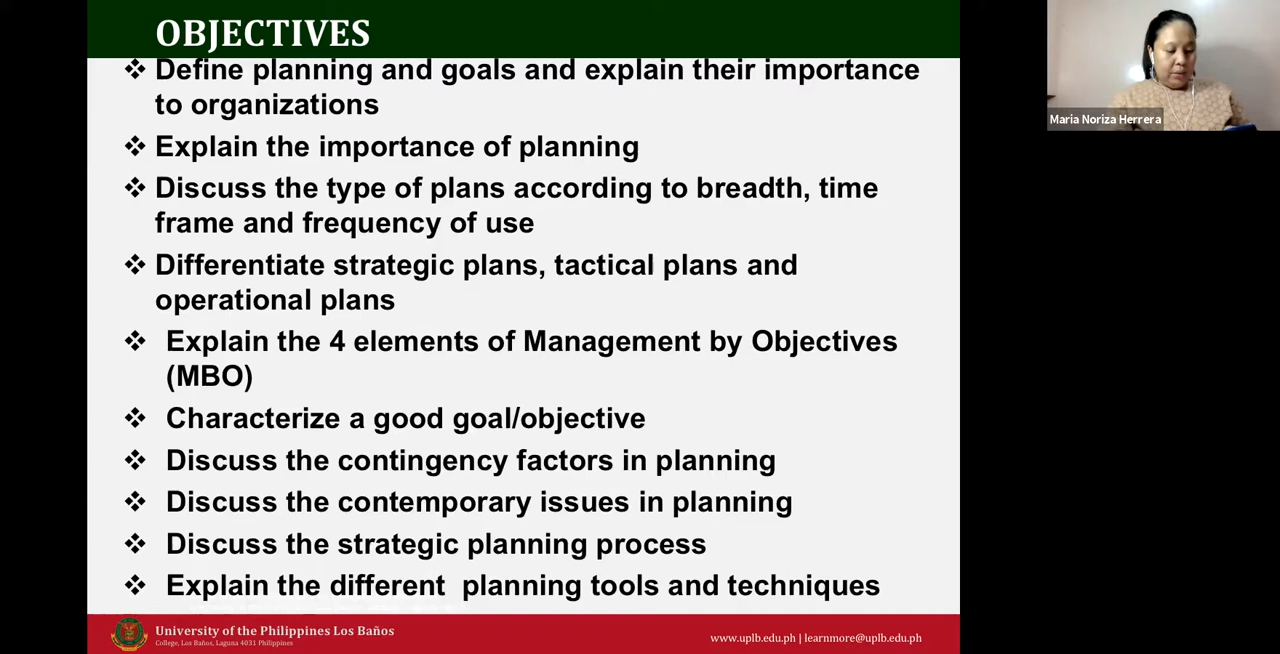 OBJECTIVES
❖ Define planning and goals and explain their importance
to organizations
❖ Explain the importance of planning
❖ Discuss the type of plans according to breadth, time
frame and frequency of use
❖ Differentiate strategic plans, tactical plans and
operational plans
❖ Explain the 4 elements of Management by Objectives
(MBO)
❖ Characterize a good goal/objective
❖ Discuss the contingency factors in planning
❖ Discuss the contemporary issues in planning
❖ Discuss the strategic planning process
❖ Explain the different  planning tools and techniques
University of the Philippines Los Baños
College, Los Baños, Laguna 4031 Philippines
www.uplb.edu.ph | learnmore@uplb.edu.ph
Maria Noriza Herrera